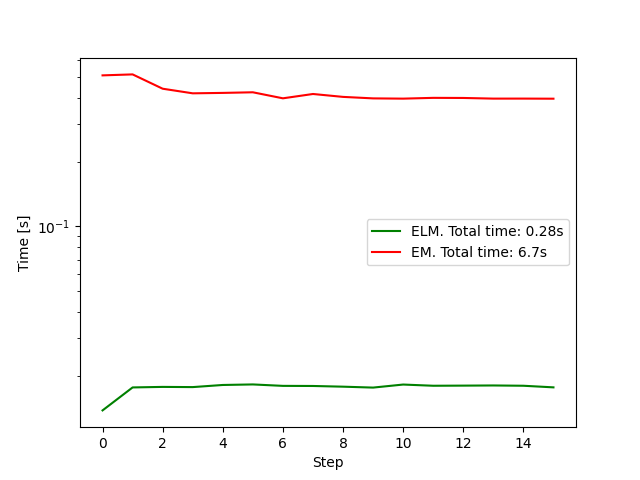 Time [s]
10⁻¹
ELM. Total time: 0.28s
EM. Total time: 6.7s
0 2 4 6 8 10 12 14
Step